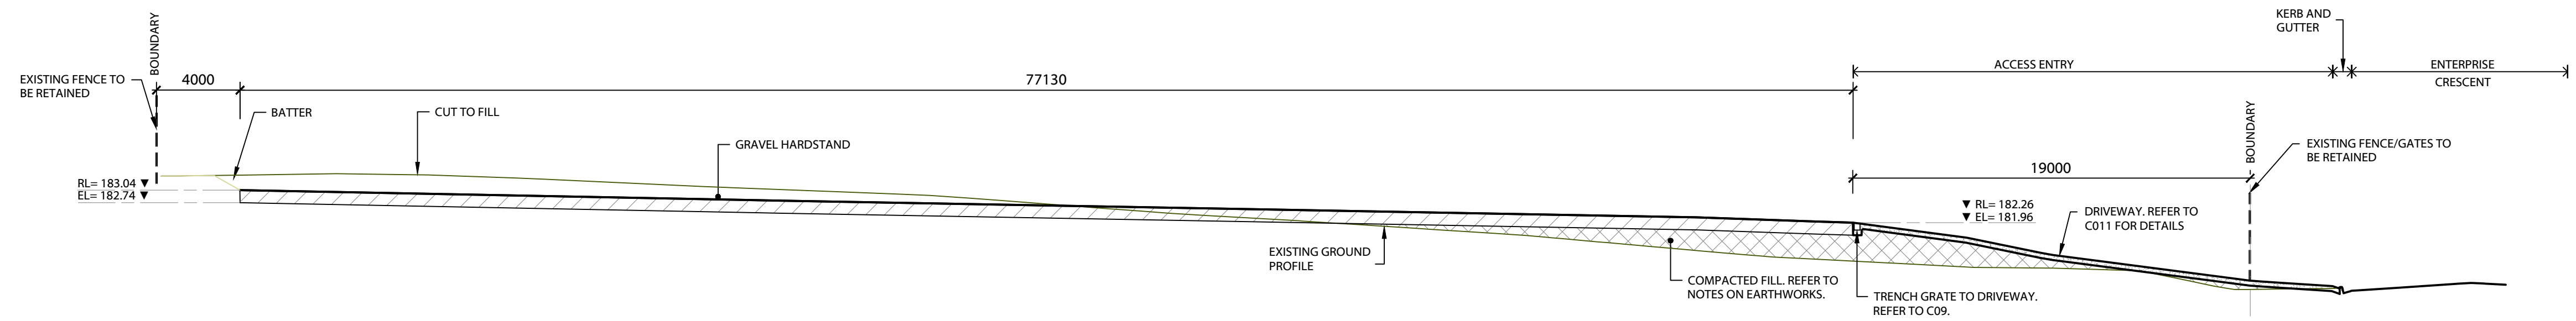 KERB AND
GUTTER
BOUNDARY
EXISTING FENCE TO
BE RETAINED
4000
77130
ACCESS ENTRY
ENTERPRISE
CRESCENT
BATTER
CUT TO FILL
GRAVEL HARDSTAND
BOUNDARY
EXISTING FENCE/GATES TO
BE RETAINED
19000
RL= 183.04 ▼
EL= 182.74 ▼
▼ RL= 182.26
▼ EL= 181.96
DRIVEWAY. REFER TO
C011 FOR DETAILS
EXISTING GROUND
PROFILE
COMPACTED FILL. REFER TO
NOTES ON EARTHWORKS.
TRENCH GRATE TO DRIVEWAY.
REFER TO C09.